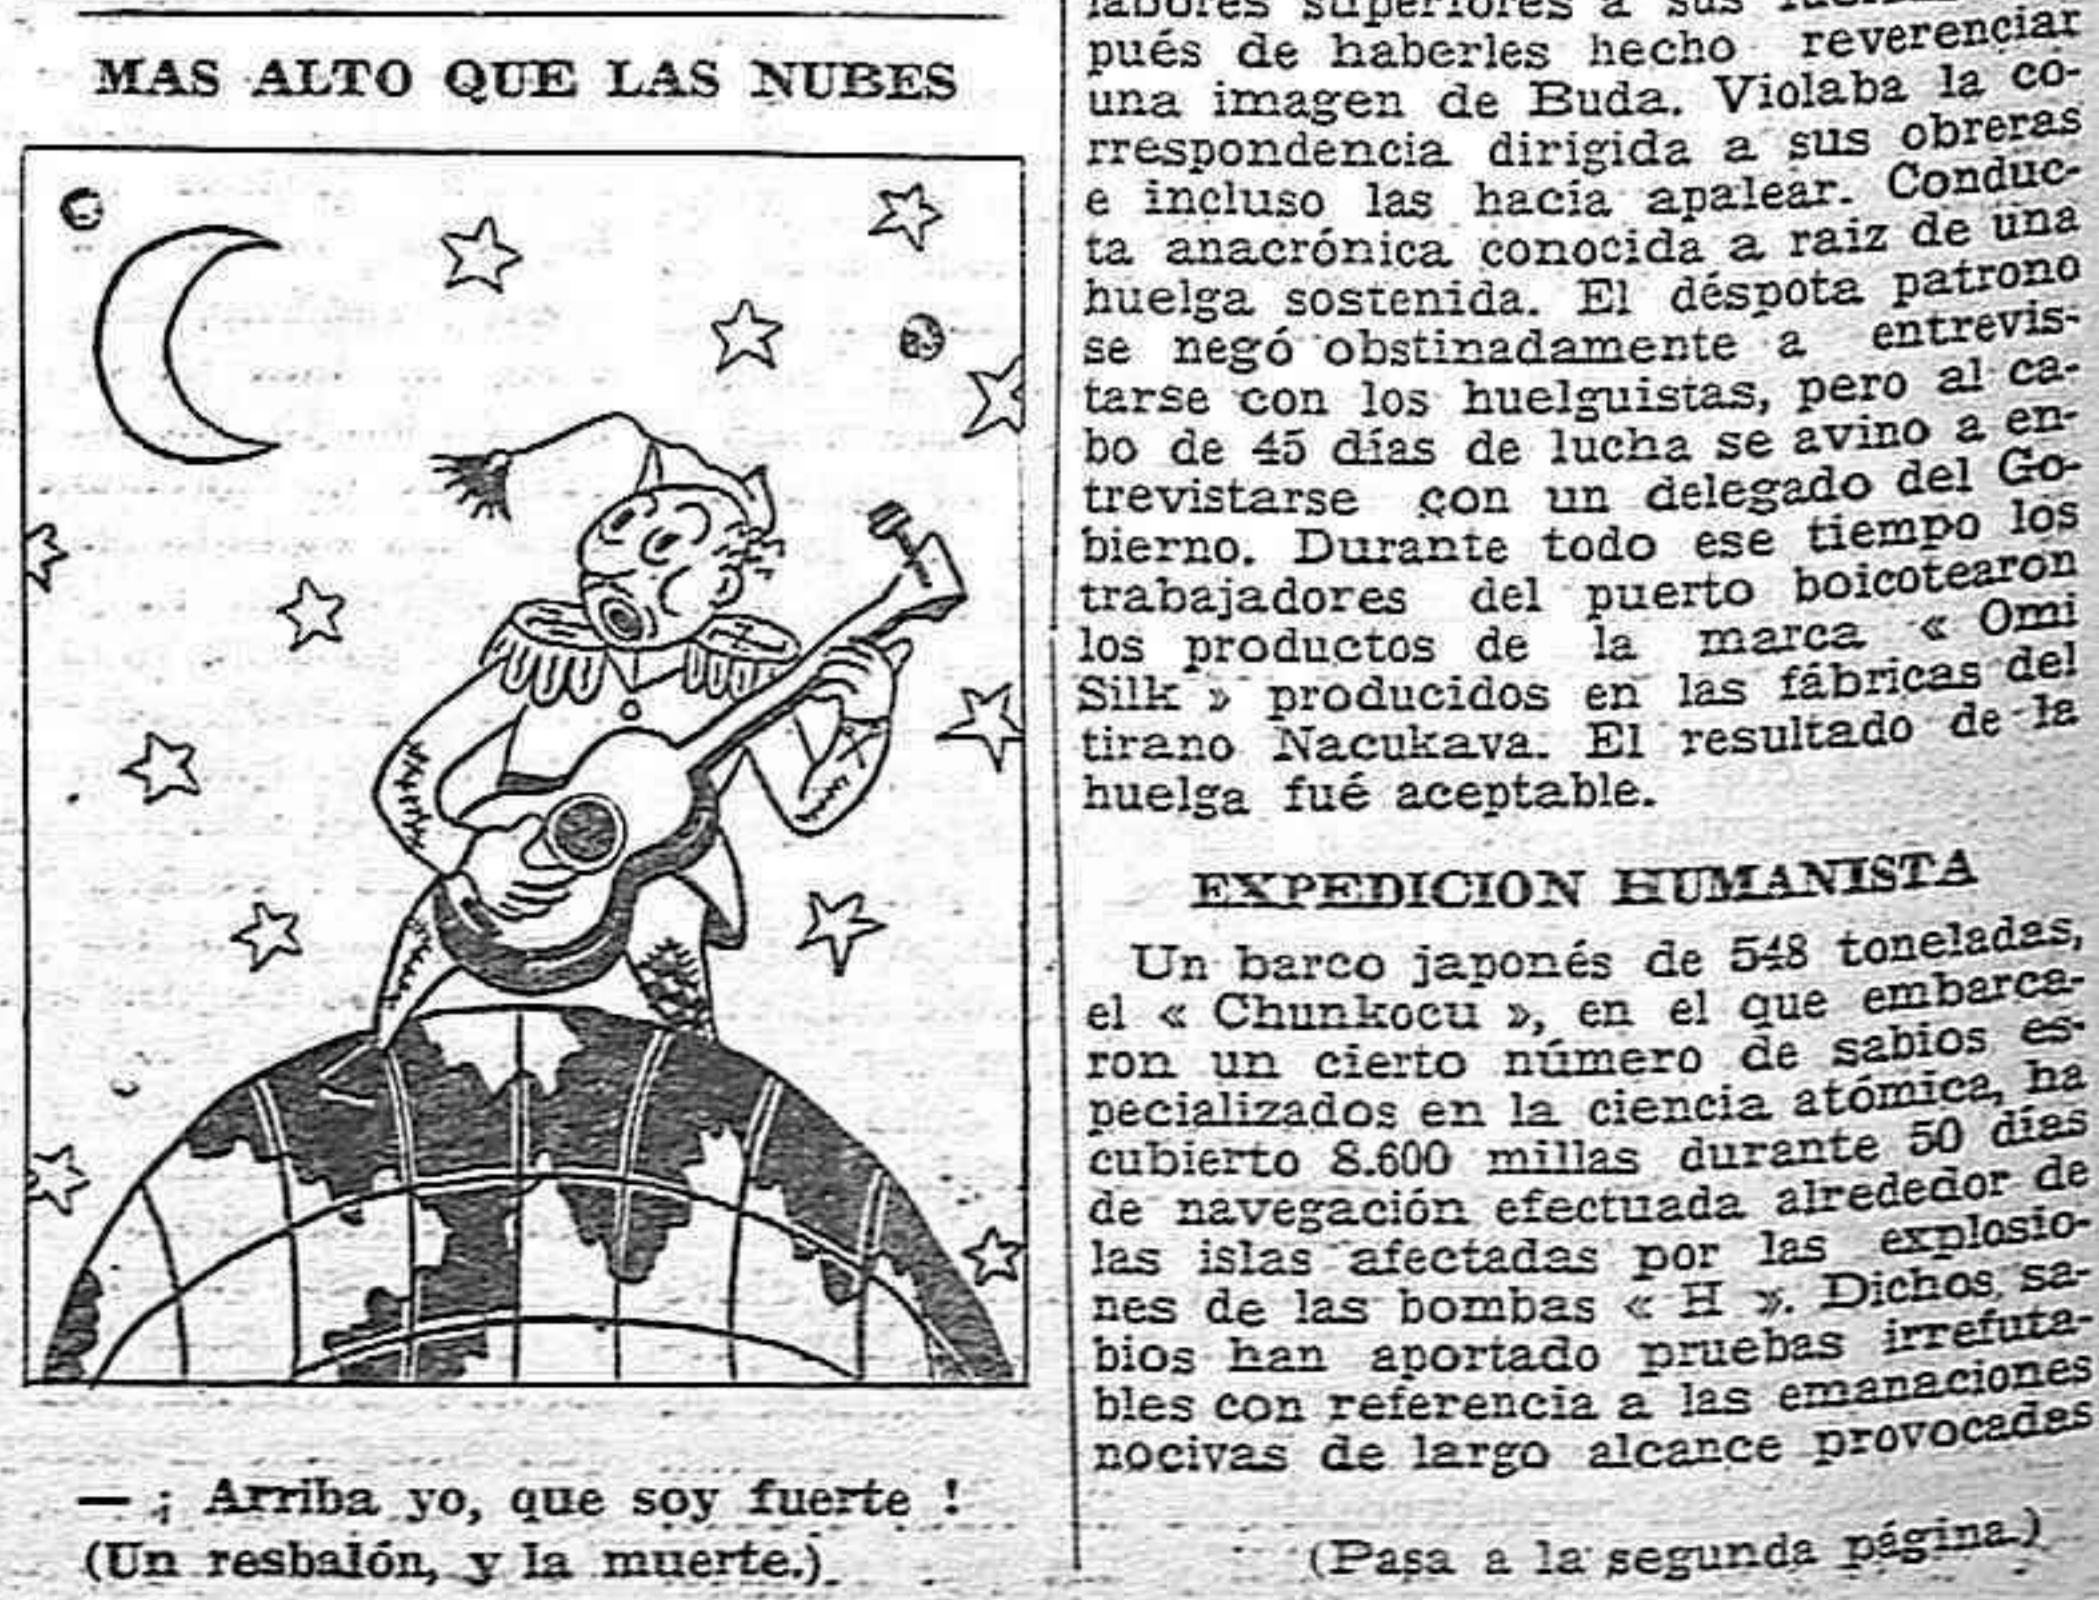 MAS ALTO QUE LAS NUBES
— ¡ Arriba yo, que soy fuerte !
(Un resbalón, y la muerte.)
labores superiores a sus
pués de haberles hecho reverenciar
una imagen de Buda. Violaba la co-
rrespondencia dirigida a sus obreras
e incluso las hacía apalear. Conduc-
ta anacrónica conocida a raiz de una
huelga sostenida. El déspota patrono
se negó obstinadamente a entrevis-
tarse con los huelguistas, pero al ca-
bo de 45 días de lucha se avino a en-
trevistarse con un delegado del Go-
bierno. Durante todo ese tiempo los
trabajadores del puerto boicotearon
los productos de la marca « Omi
Silk » producidos en las fábricas del
tirano Nacukava. El resultado de la
huelga fué aceptable.
EXPEDICION HUMANISTA
Un barco japonés de 548 toneladas,
el « Chunkocu », en el que embarca-
ron un cierto número de sabios es-
pecializados en la ciencia atómica, ha
cubierto 8.600 millas durante 50 días
de navegación efectuada alrededor de
las islas afectadas por las explosio-
nes de las bombas « H ». Dichos sa-
bios han aportado pruebas irrefuta-
bles con referencia a las emanaciones
nocivas de largo alcance provocadas
(Pasa a la segunda página.)